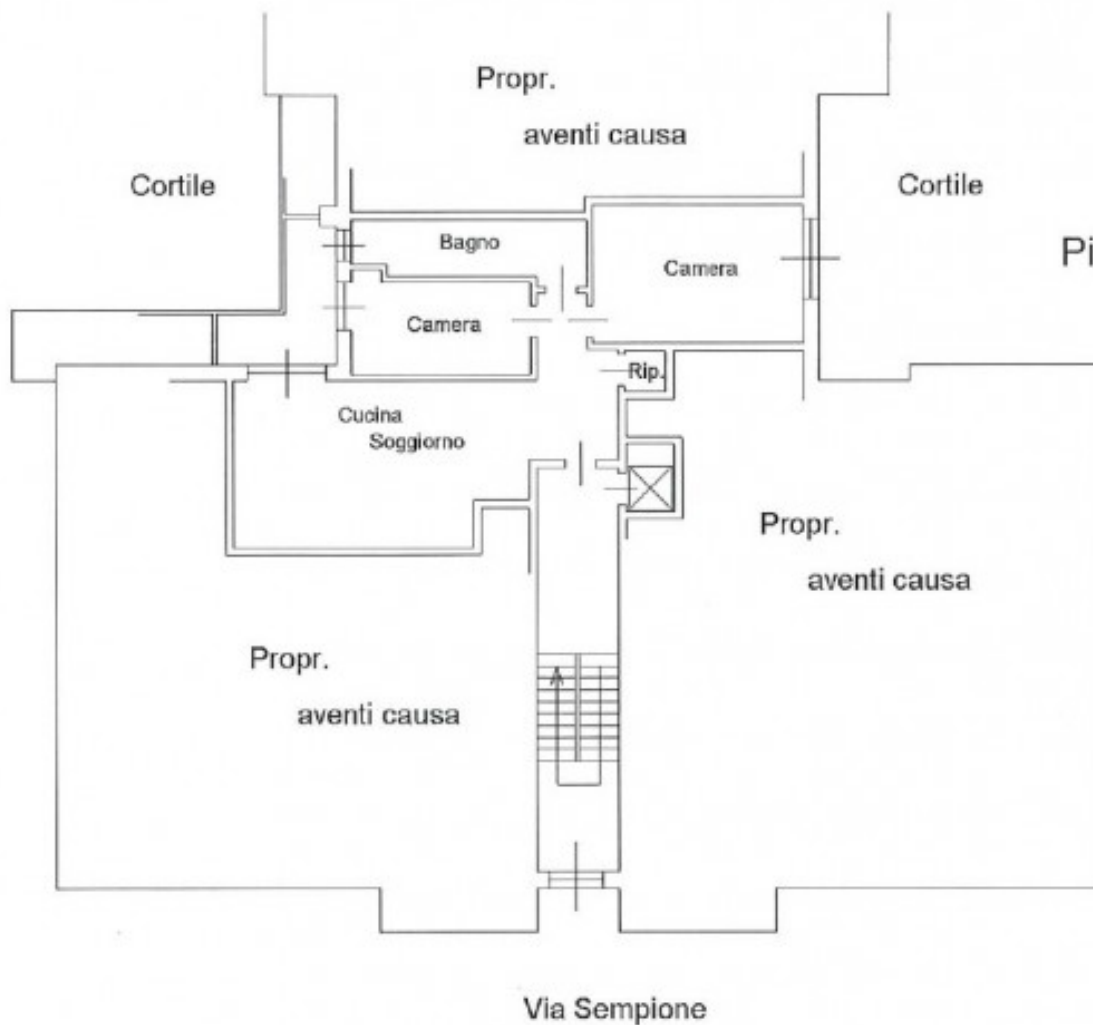 Propr.
aventi causa
Cortile
Cortile
Bagno
Camera
Pi
Camera
Rip.
Cucina
Soggiorno
Propr.
aventi causa
Propr.
aventi causa
Via Sempione